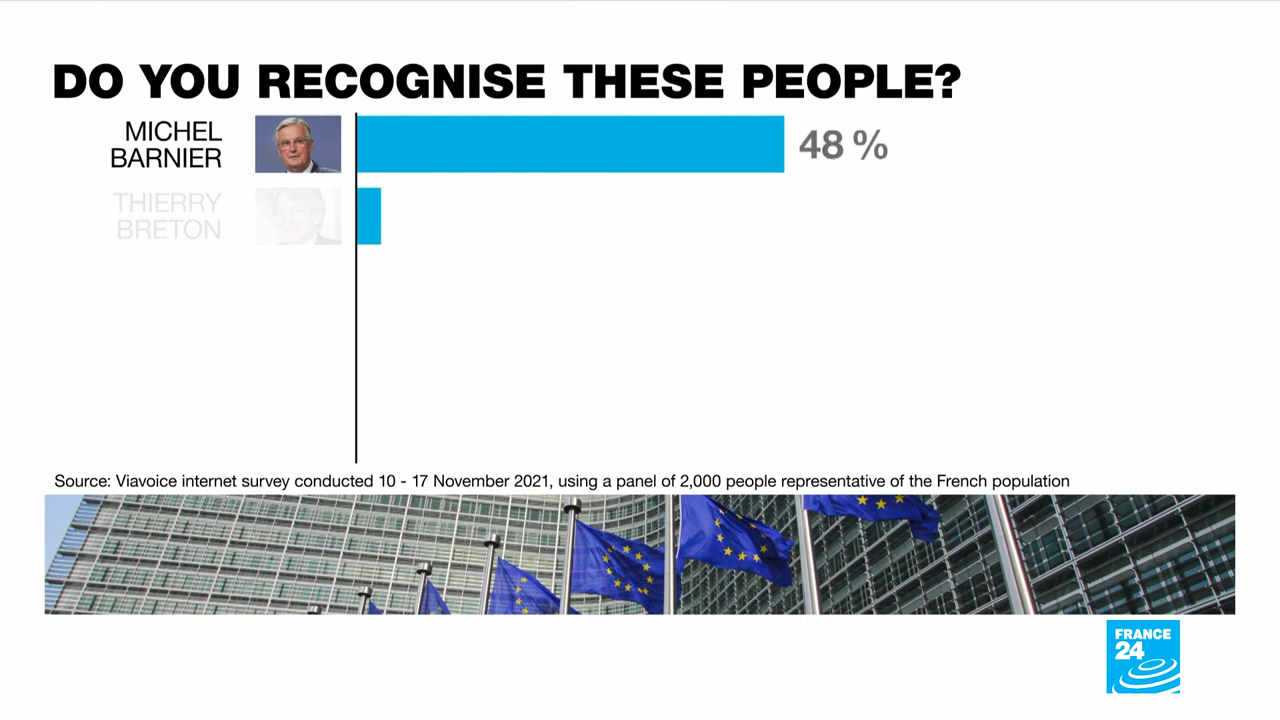 DO YOU RECOGNISE THESE PEOPLE?
MICHEL
BARNIER
48 %
THIERRY
BRETON
Source: Viavoice internet survey conducted 10 - 17 November 2021, using a panel of 2,000 people representative of the French population
FRANCE
24